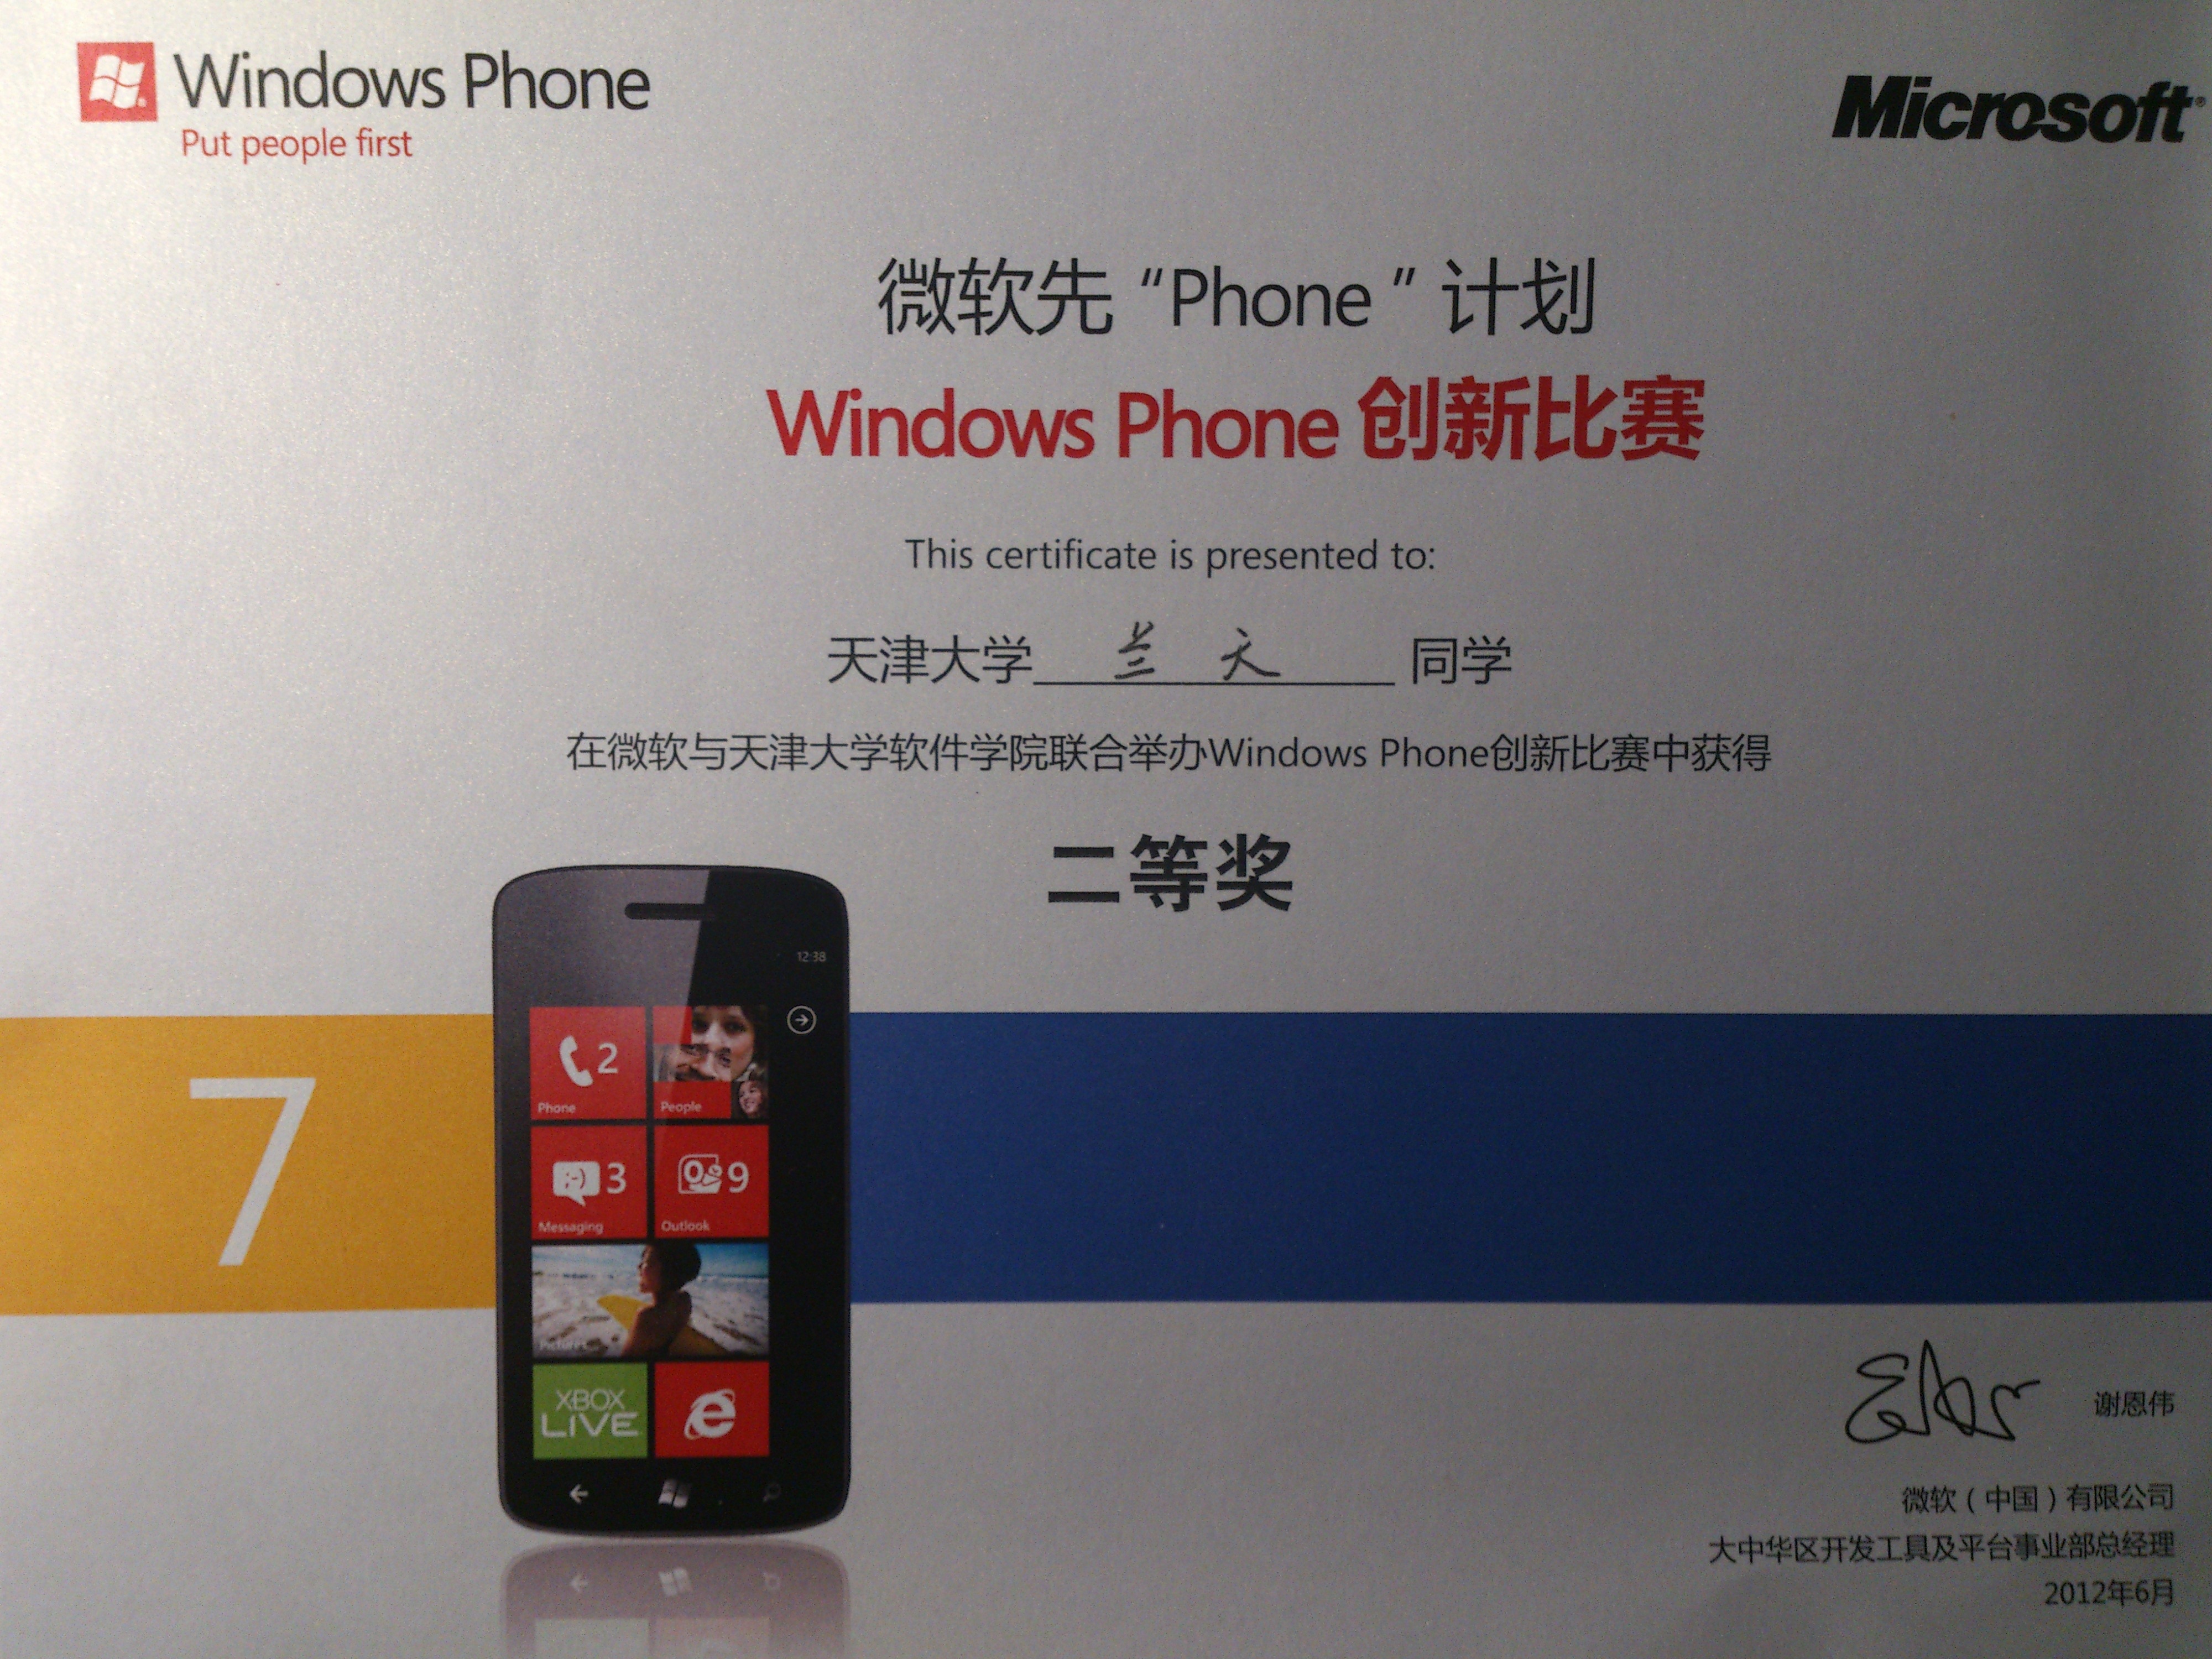 Windows Phone
Put people first
Microsoft
微软先 “Phone ” 计划
Windows Phone 创新比赛
This certificate is presented to:
天津大学 兰 天 同学
在微软与天津大学软件学院联合举办Windows Phone创新比赛中获得
二等奖
12:38
2
Phone
People
3
Messaging
9
Outlook
Pictures
XBOX
LIVE
7
谢恩伟
微软（中国）有限公司
大中华区开发工具及平台事业部总经理
2012年6月